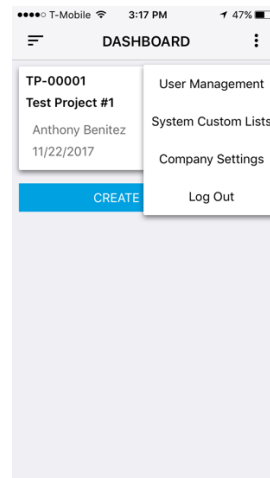 T-Mobile 3:17 PM 47%
DASHBOARD
TP-00001
Test Project #1
Anthony Benitez
11/22/2017
User Management
System Custom Lists
Company Settings
Log Out
CREATE